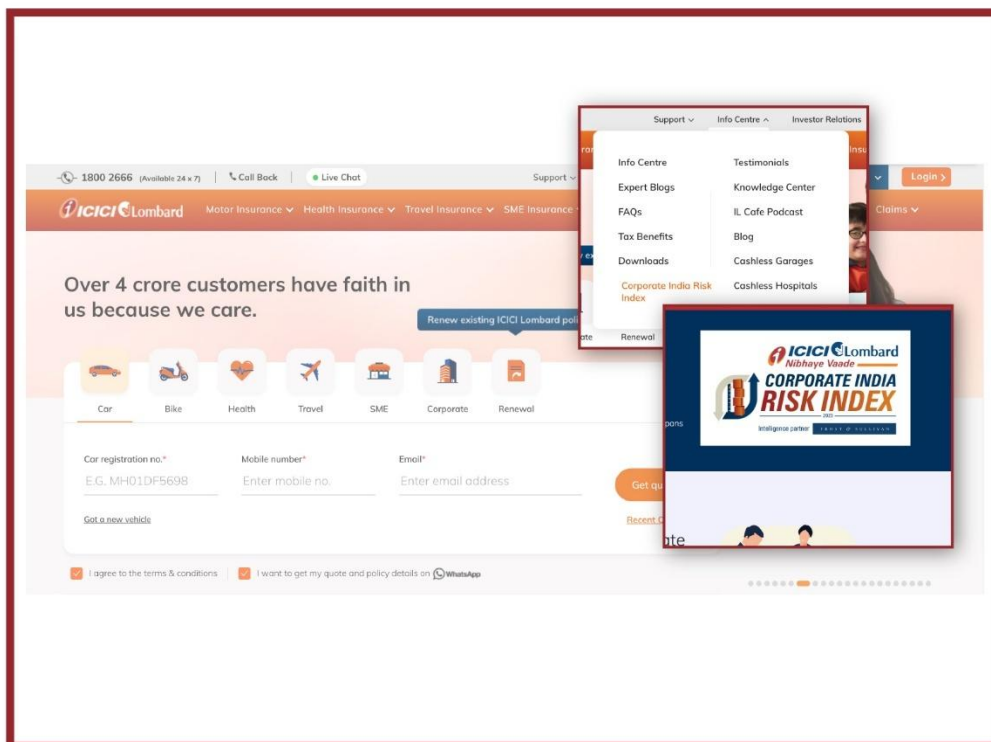 1800 2666 (Available 24 x 7) Call Back Live Chat Support
Login >
ICICI Lombard Motor Insurance Health Insurance Travel Insurance SME Insurance Claims
Over 4 crore customers have faith in
us because we care.
Renew existing ICICI Lombard poli
Car Bike Health Travel SME Corporate Renewal
Car registration no.* Mobile number* Email*
E.G. MH01DF5698 Enter mobile no. Enter email address
Get qu
Got a new vehicle
Recent
I agree to the terms & conditions I want to get my quote and policy details on WhatsApp
Support Info Centre Investor Relations
Info Centre Testimonials
Expert Blogs Knowledge Center
FAQs IL Cafe Podcast
Tax Benefits Blog
Downloads Cashless Garages
Corporate India Risk Cashless Hospitals
Index
ate Renewal
ICICI Lombard
Nibhaye Vaade
CORPORATE INDIA
RISK INDEX
Intelligence partner FROST & SULLIVAN
pons
ate